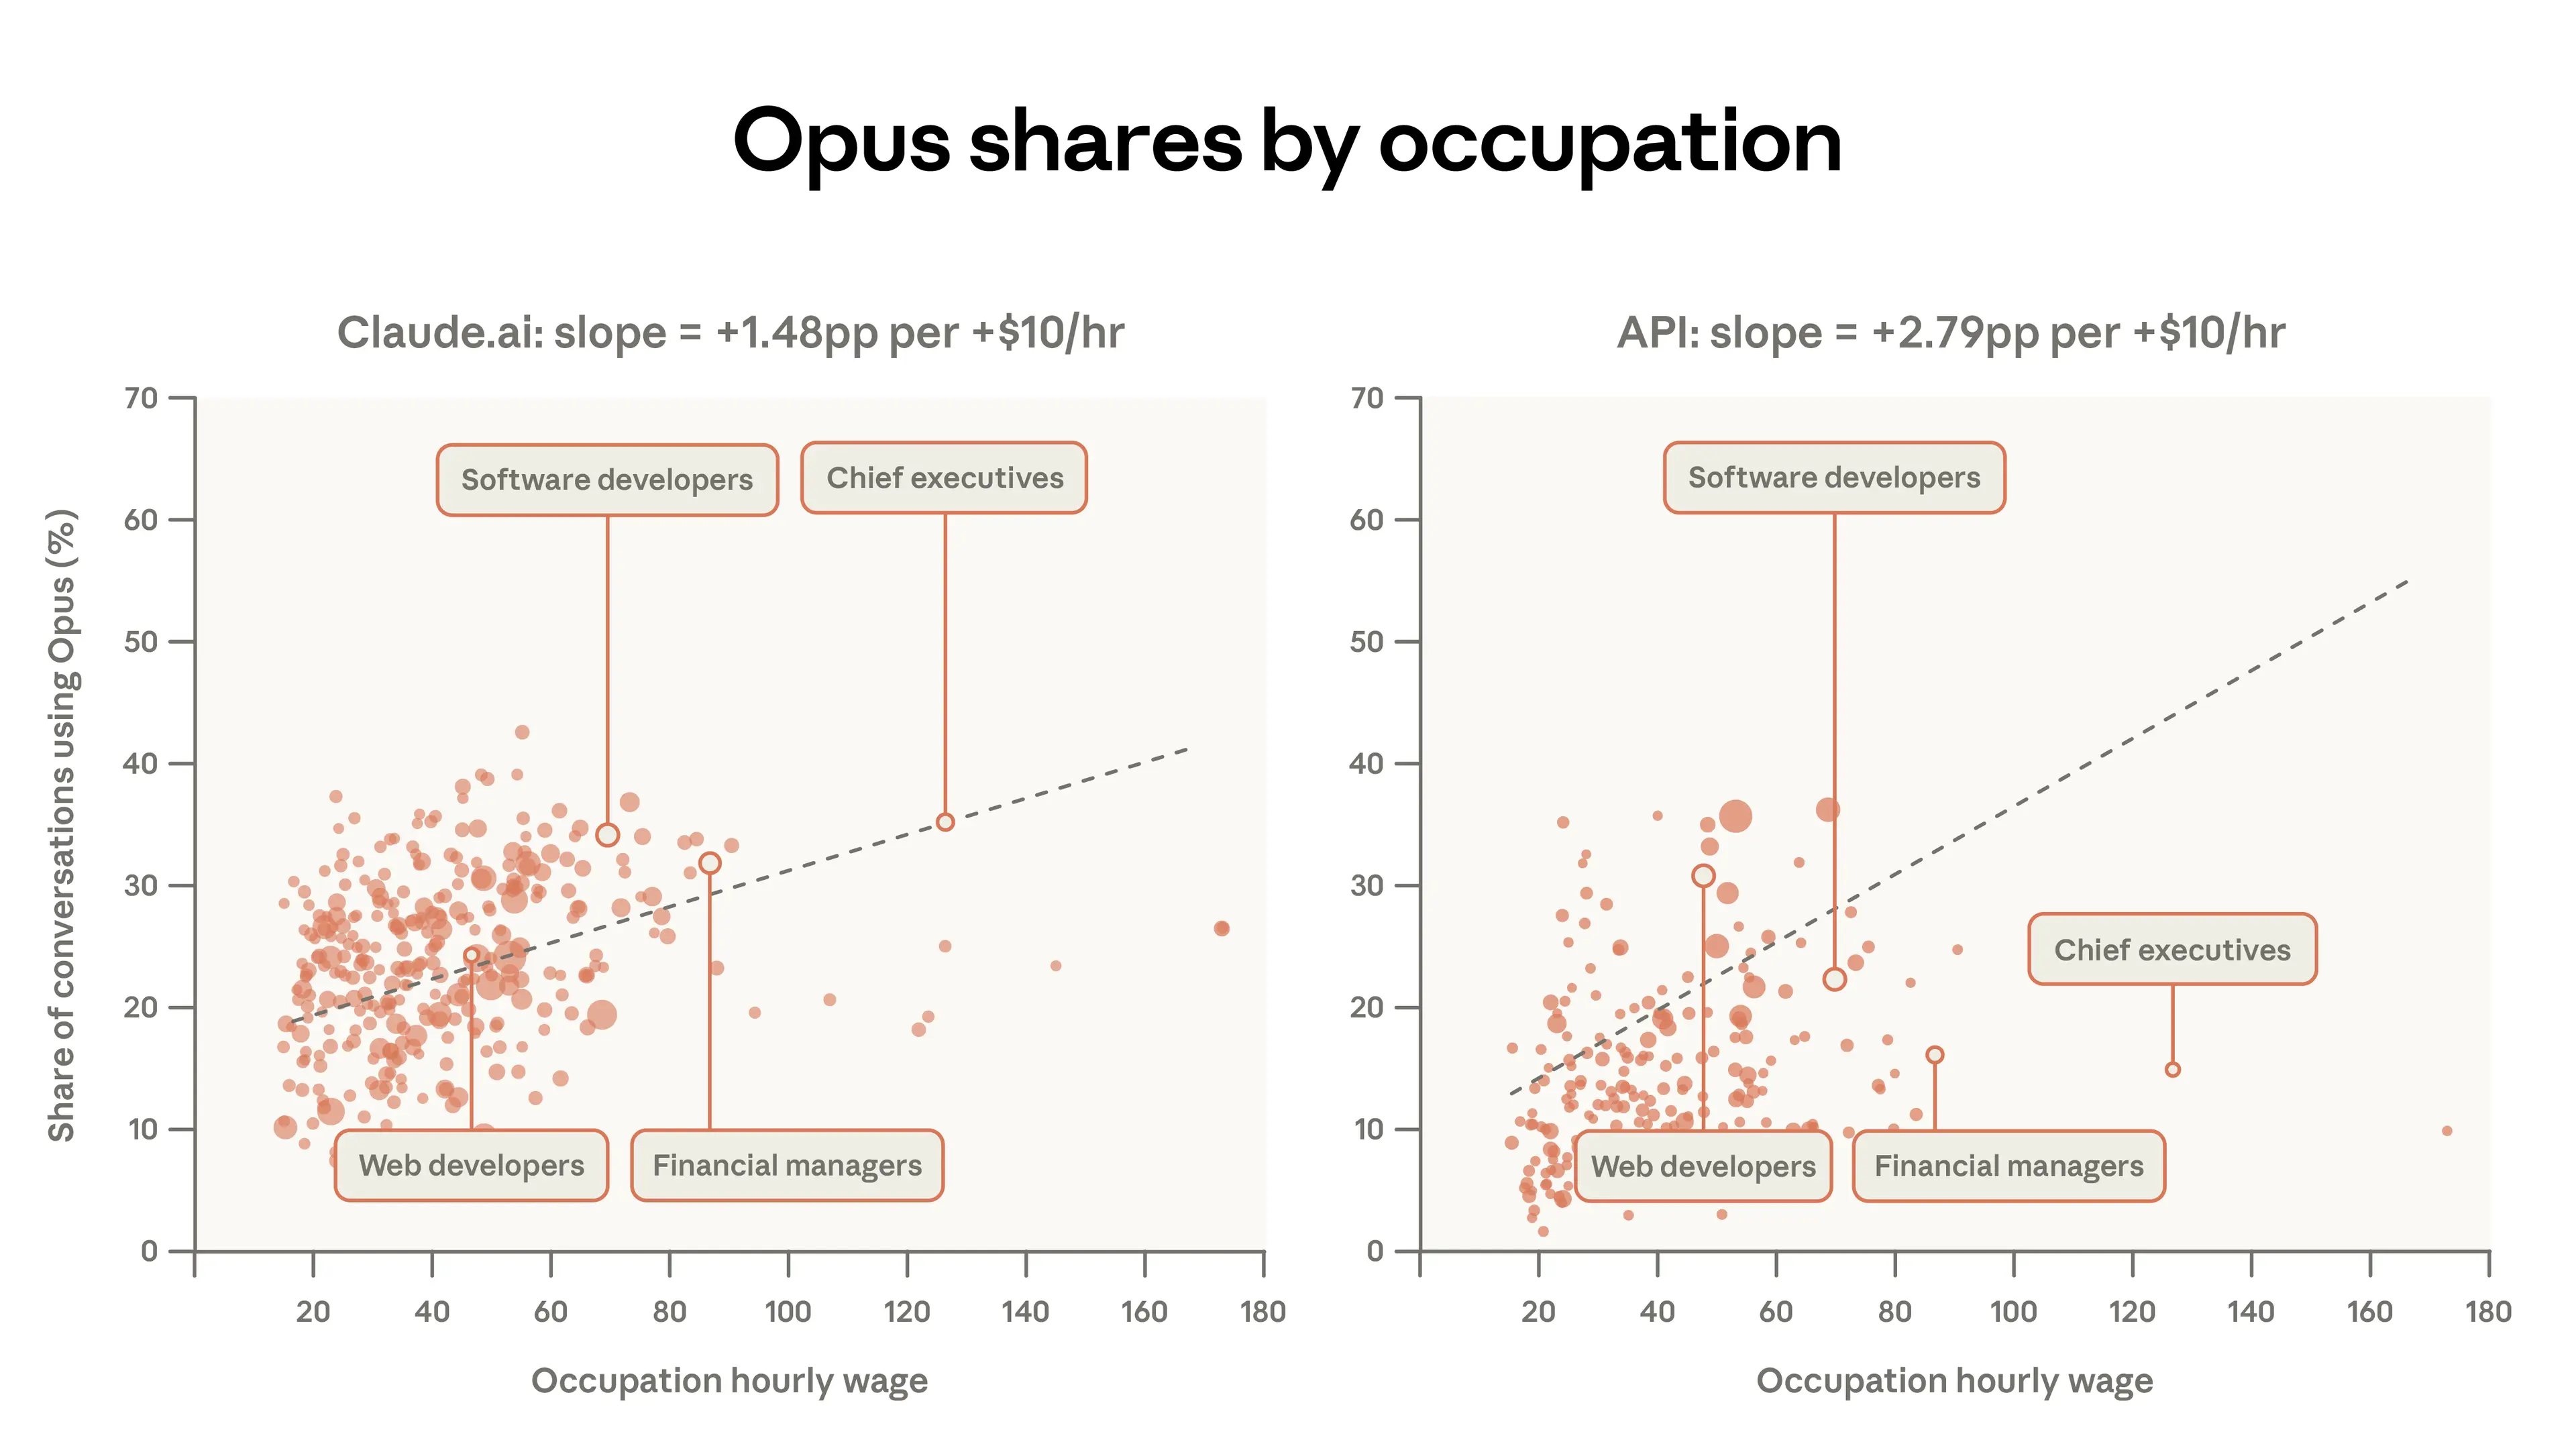 Opus shares by occupation
Claude.ai: slope = +1.48pp per +$10/hr
Share of conversations using Opus (%)
70
60
50
40
30
20
10
0
Software developers
Chief executives
Web developers
Financial managers
20 40 60 80 100 120 140 160 180
Occupation hourly wage
API: slope = +2.79pp per +$10/hr
70
60
50
40
30
20
10
0
Software developers
Chief executives
Web developers
Financial managers
20 40 60 80 100 120 140 160 180
Occupation hourly wage